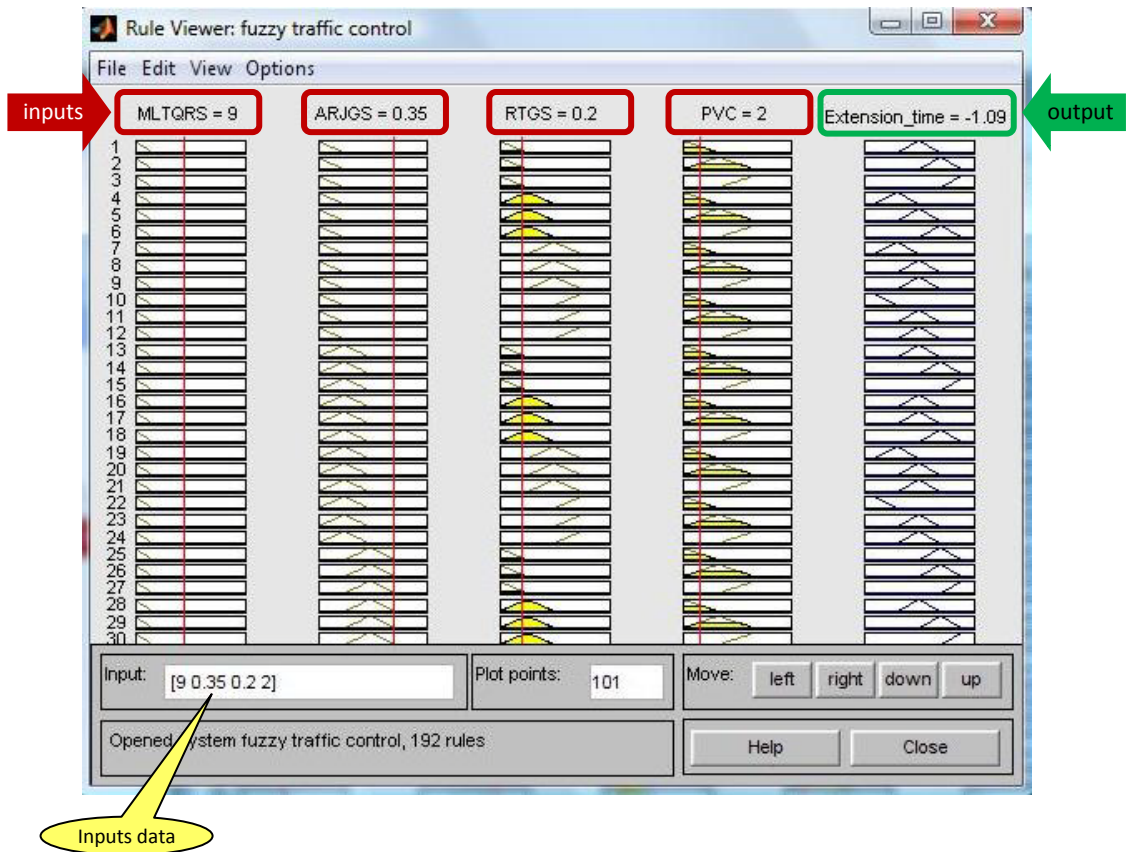 Rule Viewer: fuzzy traffic control
File Edit View Options
inputs
MLTQRS = 9
ARJGS = 0.35
RTGS = 0.2
PVC = 2
Extension_time = -1.09
output
1
2
3
4
5
6
7
8
9
10
11
12
13
14
15
16
17
18
19
20
21
22
23
24
25
26
27
28
29
30
Input:
[9 0.35 0.2 2]
Plot points:
101
Move:
left
right
down
up
Opened system fuzzy traffic control, 192 rules
Help
Close
Inputs data